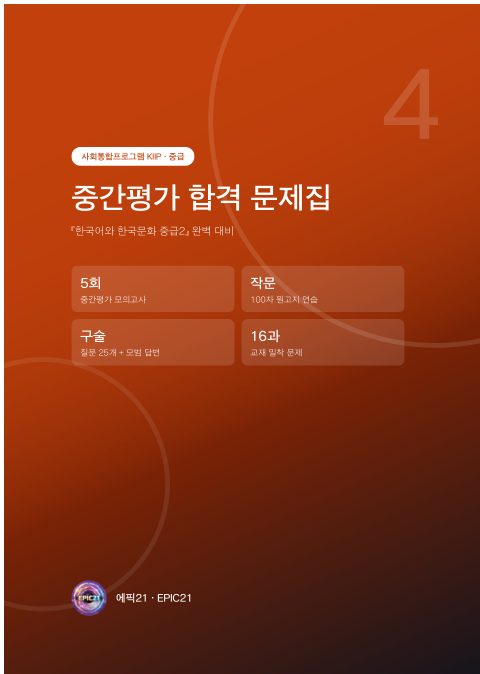 4
사회통합프로그램 KIIP · 중급
중간평가 합격 문제집
『한국어와 한국문화 중급2』 완벽 대비
5회
중간평가 모의고사
작문
100자 원고지 연습
구술
질문 25개 + 모범 답변
16과
교재 밀착 문제
EPIC21
에픽21 · EPIC21